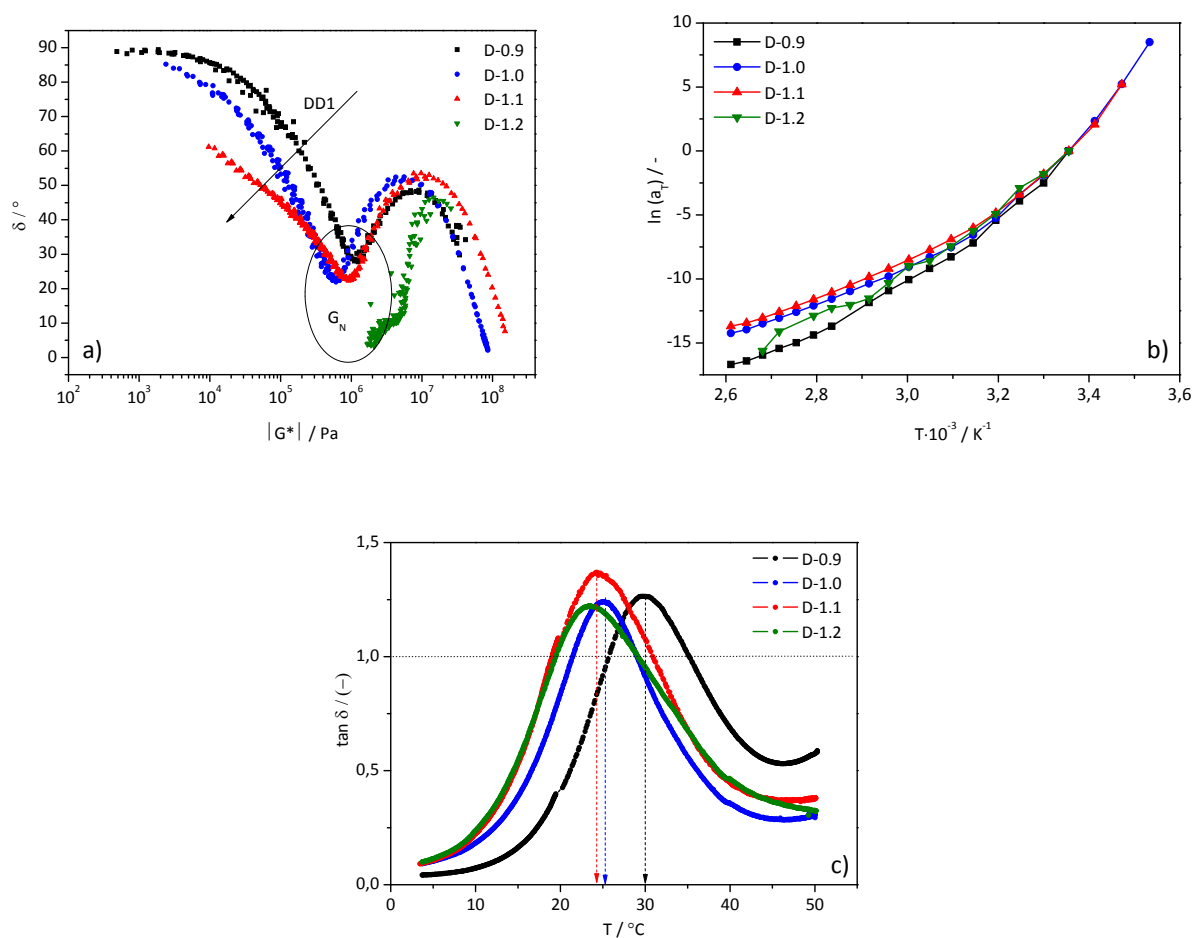 90
80
70
60
50
40
30
20
10
0
δ / °
D-0.9
D-1.0
D-1.1
D-1.2
DD1
G_N
a)
10^2 10^3 10^4 10^5 10^6 10^7 10^8
|G*| / Pa
10
5
0
-5
-10
-15
ln (a_T) / -
D-0.9
D-1.0
D-1.1
D-1.2
b)
2,6 2,8 3,0 3,2 3,4 3,6
T·10^-3 / K^-1
1,5
1,0
0,5
0,0
tan δ / (–)
D-0.9
D-1.0
D-1.1
D-1.2
c)
0 10 20 30 40 50
T / °C